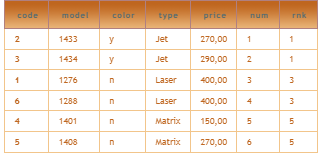 code model color type price num rnk
2 1433 y Jet 270,00 1 1
3 1434 y Jet 290,00 2 1
1 1276 n Laser 400,00 3 3
6 1288 n Laser 400,00 4 3
4 1401 n Matrix 150,00 5 5
5 1408 n Matrix 270,00 6 5